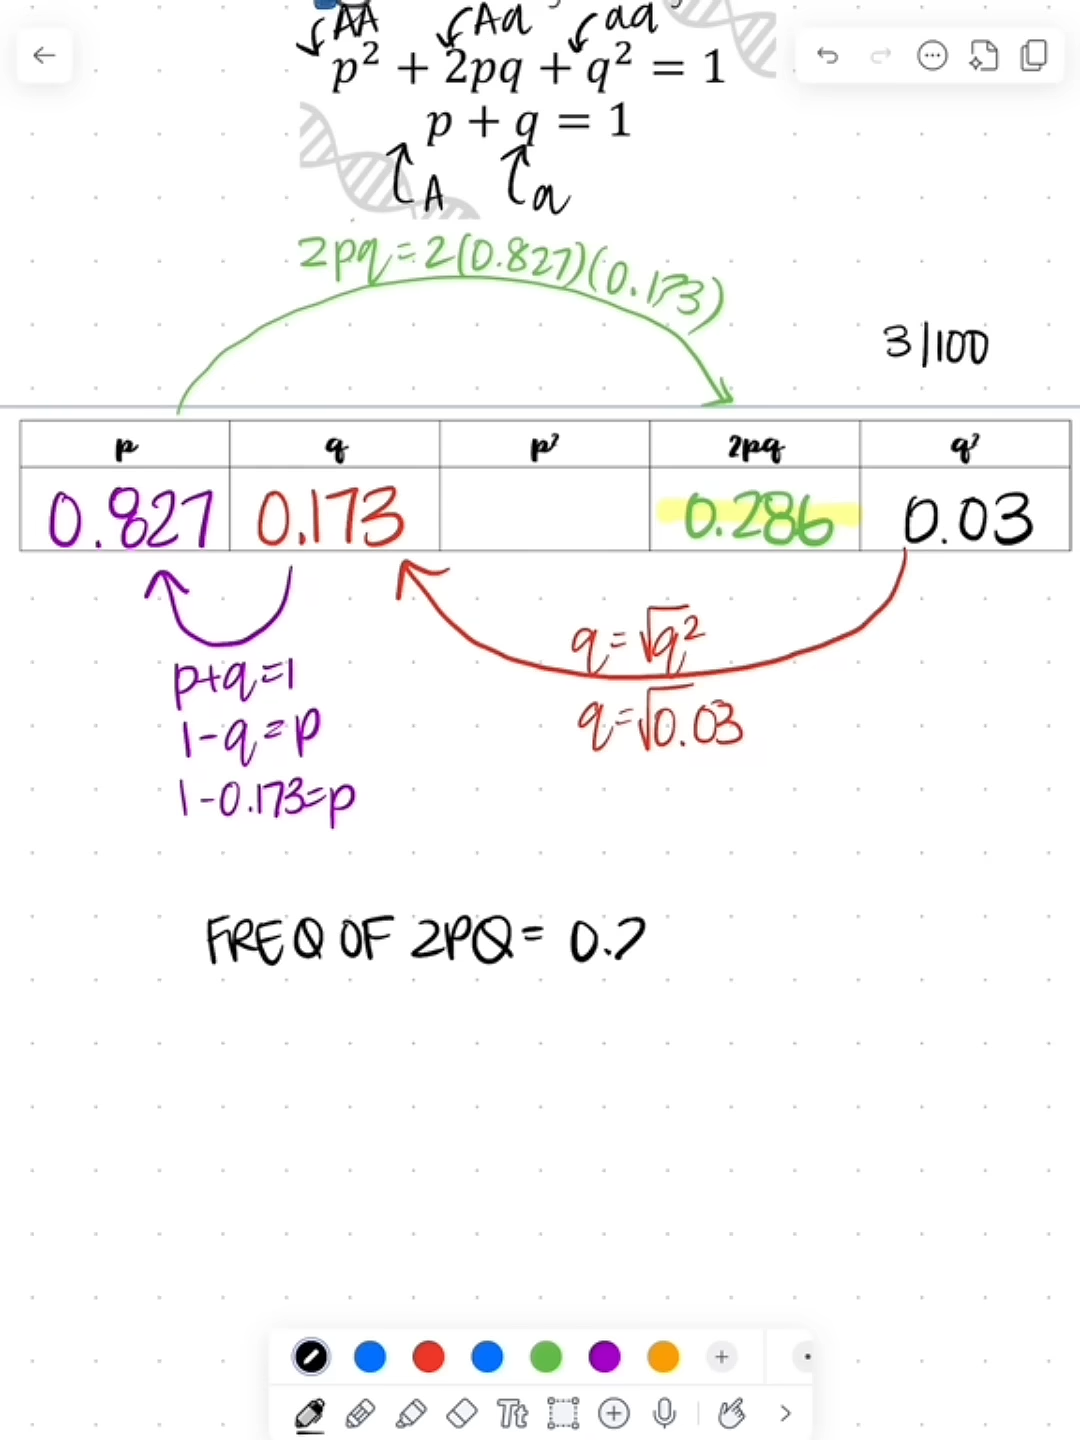 AA Aa aa
p² + 2pq + q² = 1
p + q = 1
A a
2pq=2(0.827)(0.173)
3/100
p q p² 2pq q²
0.827 0.173 0.286 0.03
q=√q²
q=√0.03
p+q=1
1-q=p
1-0.173=p
FREQ OF 2PQ= 0.2
Tt